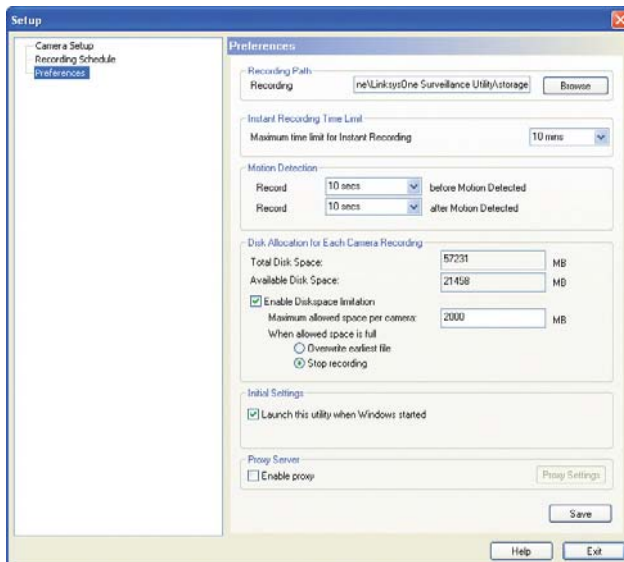 Setup
Camera Setup
Recording Schedule
Preferences
Preferences
Recording Path
Recording ne\LinksysOne Surveillance Utility\storage Browse
Instant Recording Time Limit
Maximum time limit for Instant Recording 10 mins
Motion Detection
Record 10 secs before Motion Detected
Record 10 secs after Motion Detected
Disk Allocation for Each Camera Recording
Total Disk Space: 57231 MB
Available Disk Space: 21458 MB
Enable Diskspace limitation
Maximum allowed space per camera: 2000 MB
When allowed space is full
Overwrite earliest file
Stop recording
Initial Settings
Launch this utility when Windows started
Proxy Server
Enable proxy Proxy Settings
Save
Help Exit